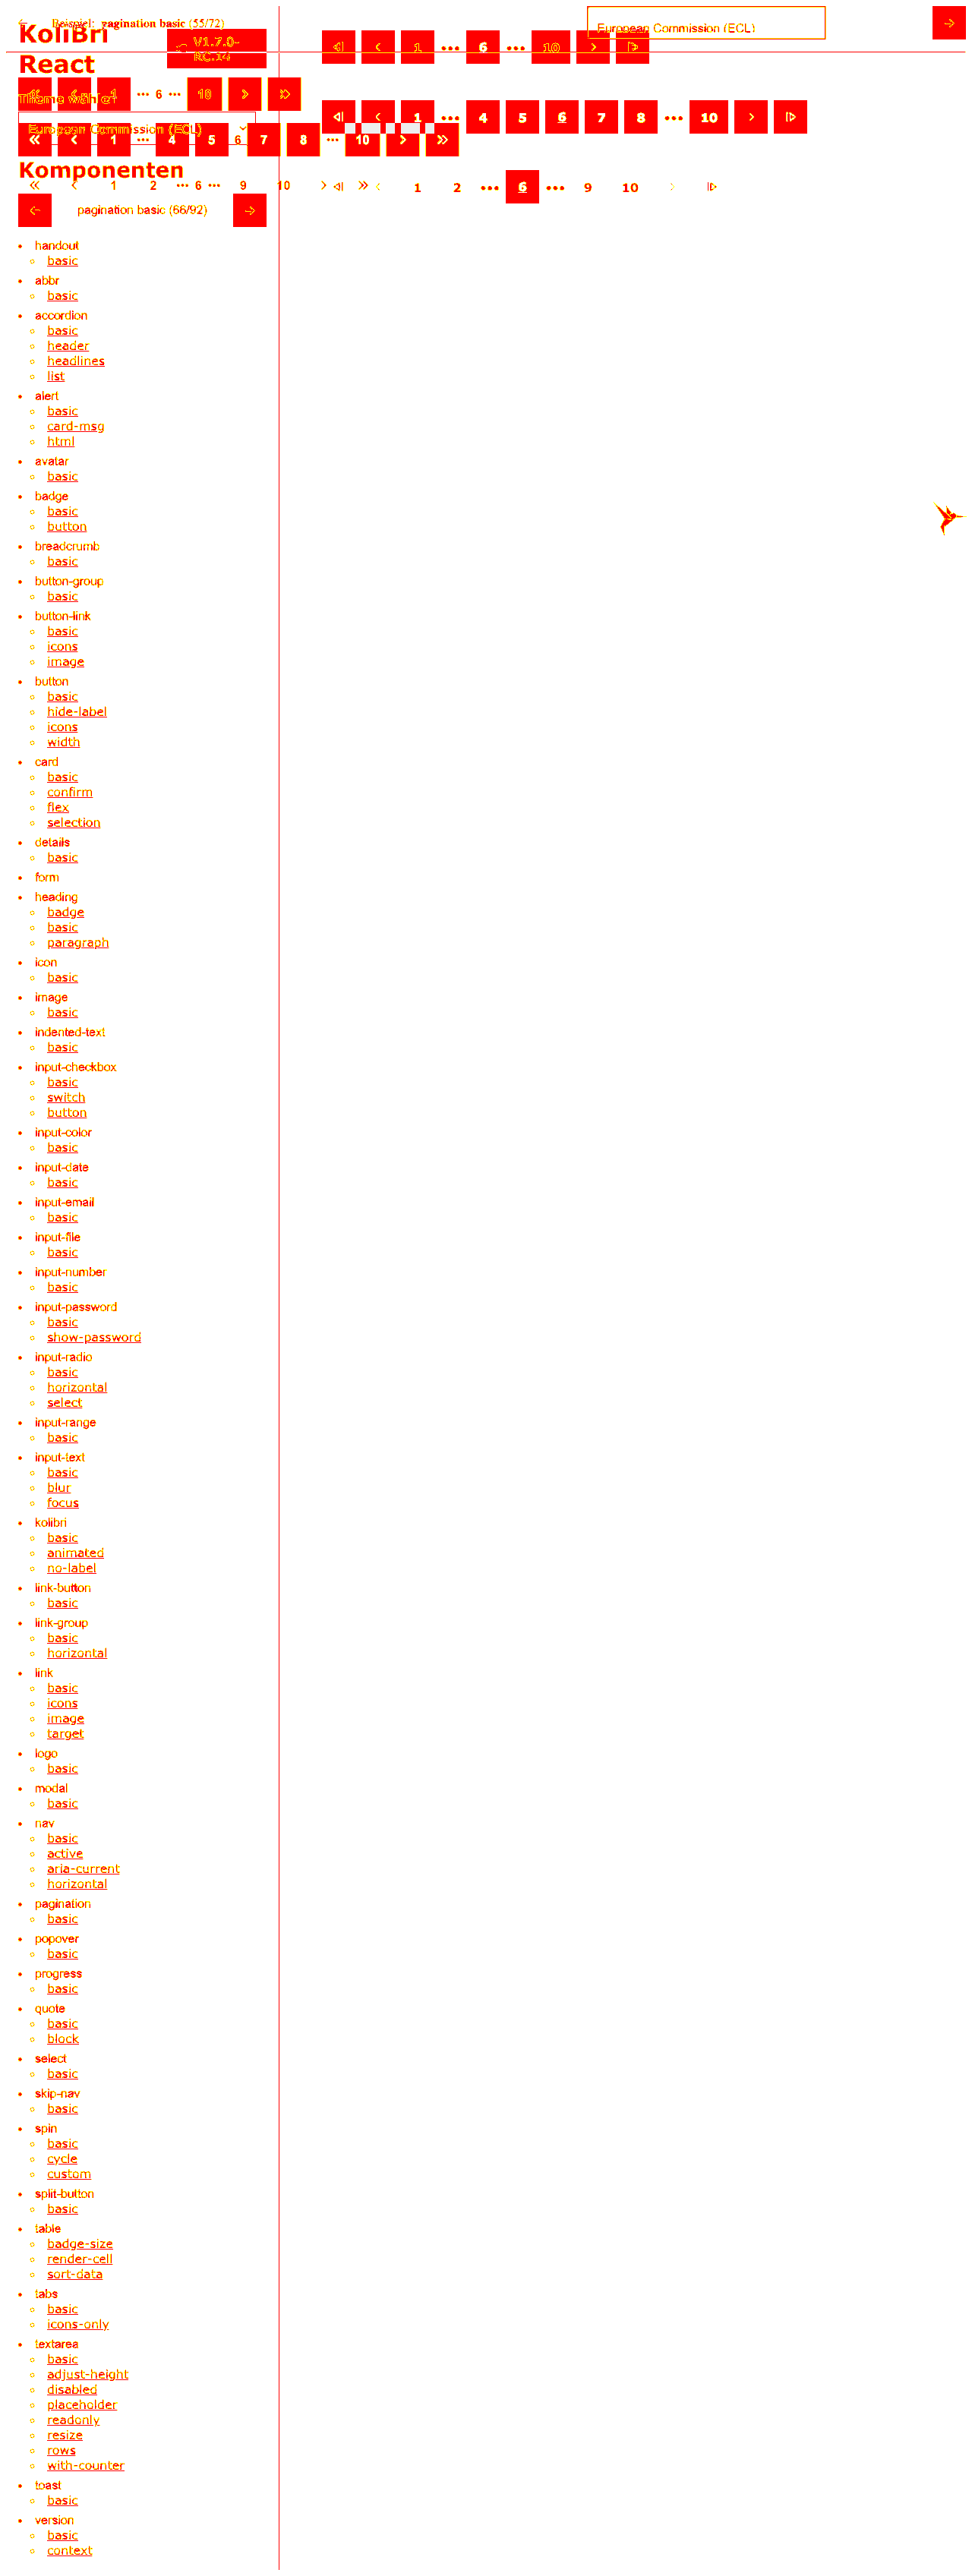 ← Beispiel: pagination basic (55/72) European Commission (ECL) →
KoliBri
V1.7.0-
RC.14
1 ••• 6 ••• 10
React
1 ••• 6 ••• 10
Theme wählen
1 ••• 4 5 6 7 8 ••• 10
European Commission (ECL)
1 ••• 4 5 6 7 8 ••• 10
Komponenten
1 2 ••• 6 ••• 9 10
1 2 ••• 6 ••• 9 10
← pagination basic (66/92) →
• handout
basic
• abbr
basic
• accordion
basic
header
headlines
list
• alert
basic
card-msg
html
• avatar
basic
• badge
basic
button
• breadcrumb
basic
• button-group
basic
• button-link
basic
icons
image
• button
basic
hide-label
icons
width
• card
basic
confirm
flex
selection
• details
basic
• form
• heading
badge
basic
paragraph
• icon
basic
• image
basic
• indented-text
basic
• input-checkbox
basic
switch
button
• input-color
basic
• input-date
basic
• input-email
basic
• input-file
basic
• input-number
basic
• input-password
basic
show-password
• input-radio
basic
horizontal
select
• input-range
basic
• input-text
basic
blur
focus
• kolibri
basic
animated
no-label
• link-button
basic
• link-group
basic
horizontal
• link
basic
icons
image
target
• logo
basic
• modal
basic
• nav
basic
active
aria-current
horizontal
• pagination
basic
• popover
basic
• progress
basic
• quote
basic
block
• select
basic
• skip-nav
basic
• spin
basic
cycle
custom
• split-button
basic
• table
badge-size
render-cell
sort-data
• tabs
basic
icons-only
• textarea
basic
adjust-height
disabled
placeholder
readonly
resize
rows
with-counter
• toast
basic
• version
basic
context